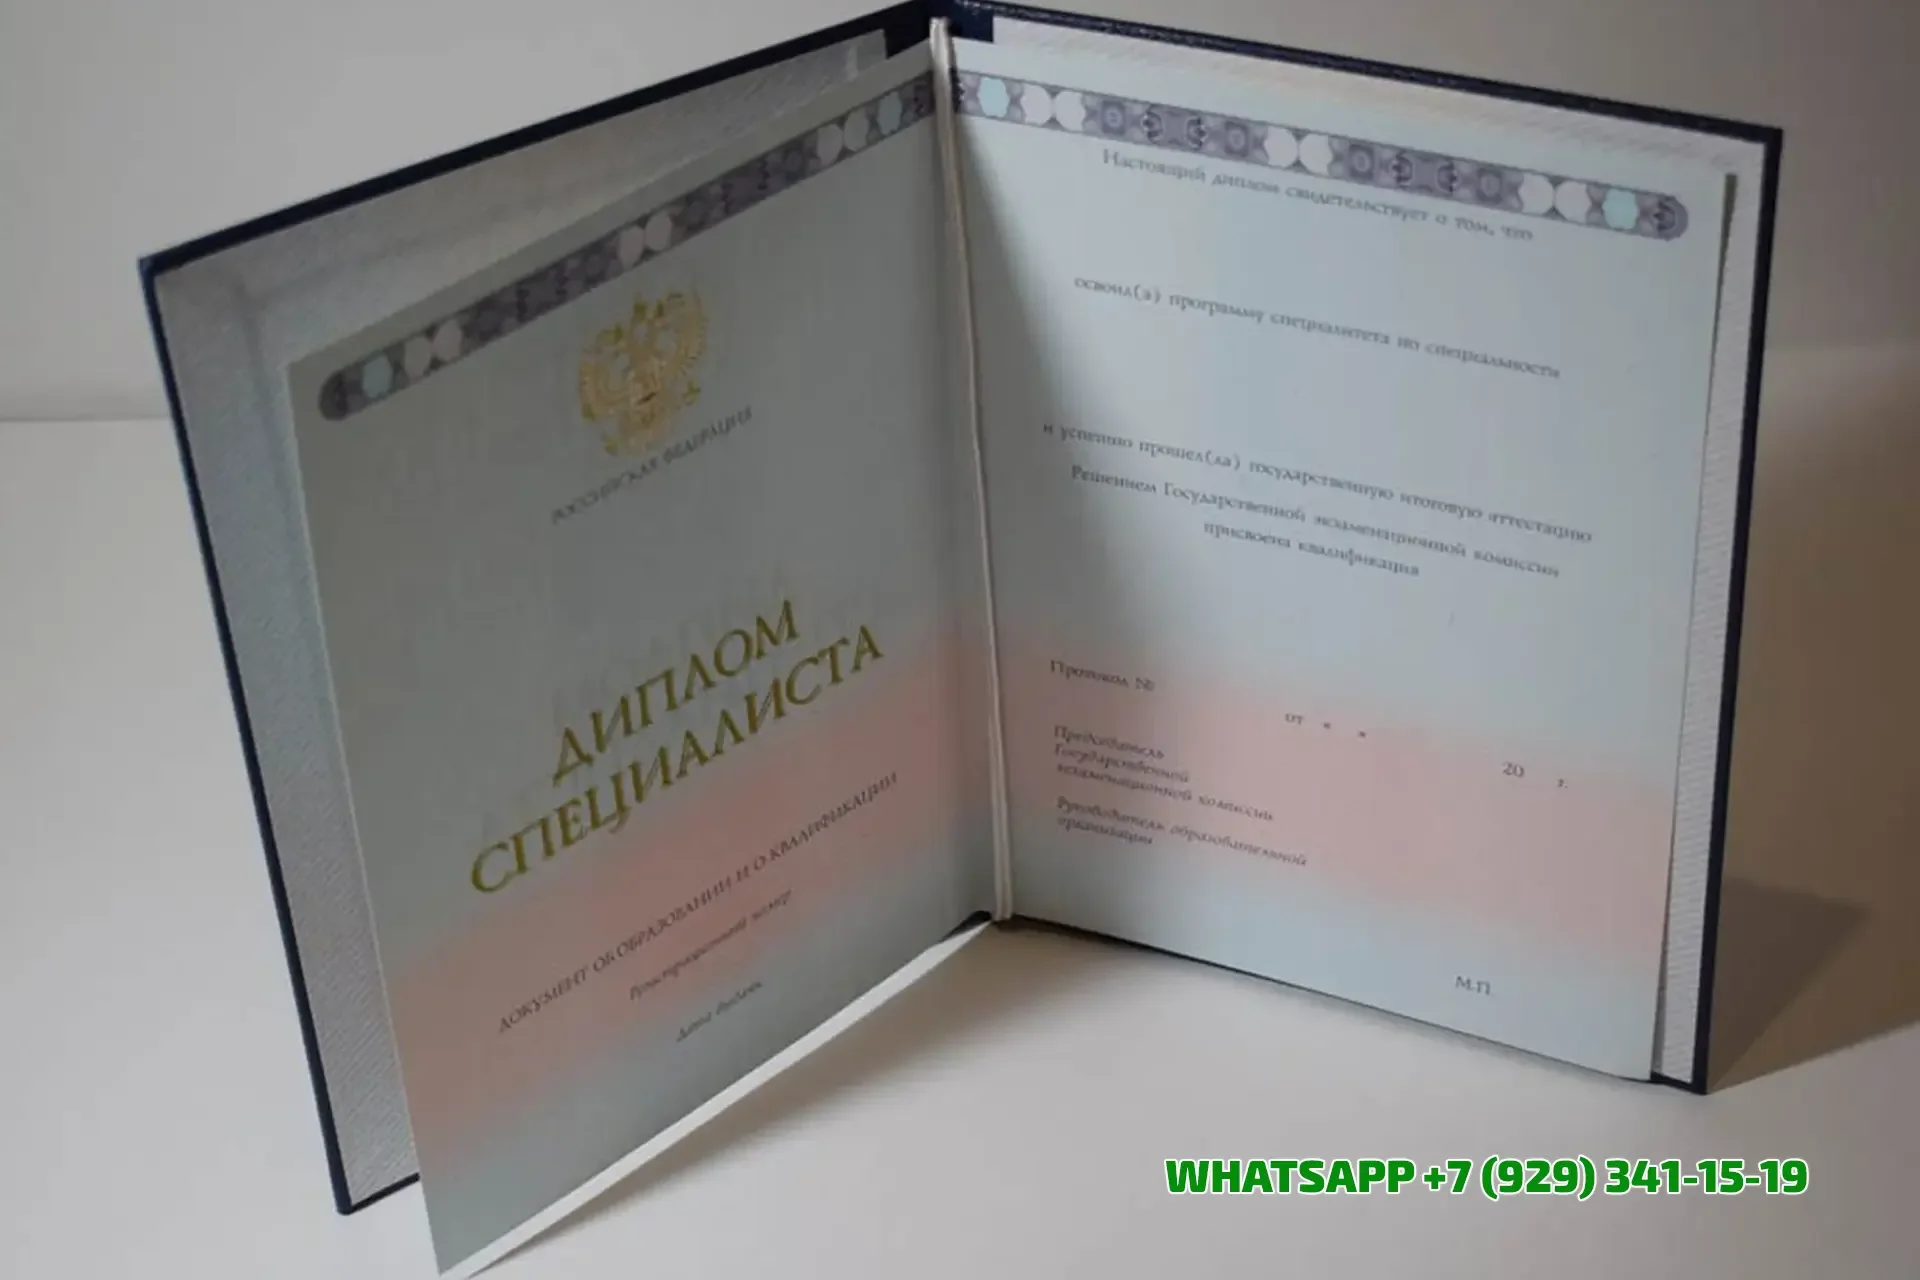 РОССИЙСКАЯ ФЕДЕРАЦИЯ
ДИПЛОМ
СПЕЦИАЛИСТА
ДОКУМЕНТ ОБ ОБРАЗОВАНИИ И О КВАЛИФИКАЦИИ
Регистрационный номер
Дата выдачи
Настоящий диплом свидетельствует о том, что
освоил(а) программу специалитета по специальности
и успешно прошел(ла) государственную итоговую аттестацию
Решением Государственной экзаменационной комиссии
присвоена квалификация
Протокол №
от « »
20 г.
Председатель
Государственной
экзаменационной комиссии
Руководитель образовательной
организации
М.П.
WHATSAPP +7 (929) 341-15-19